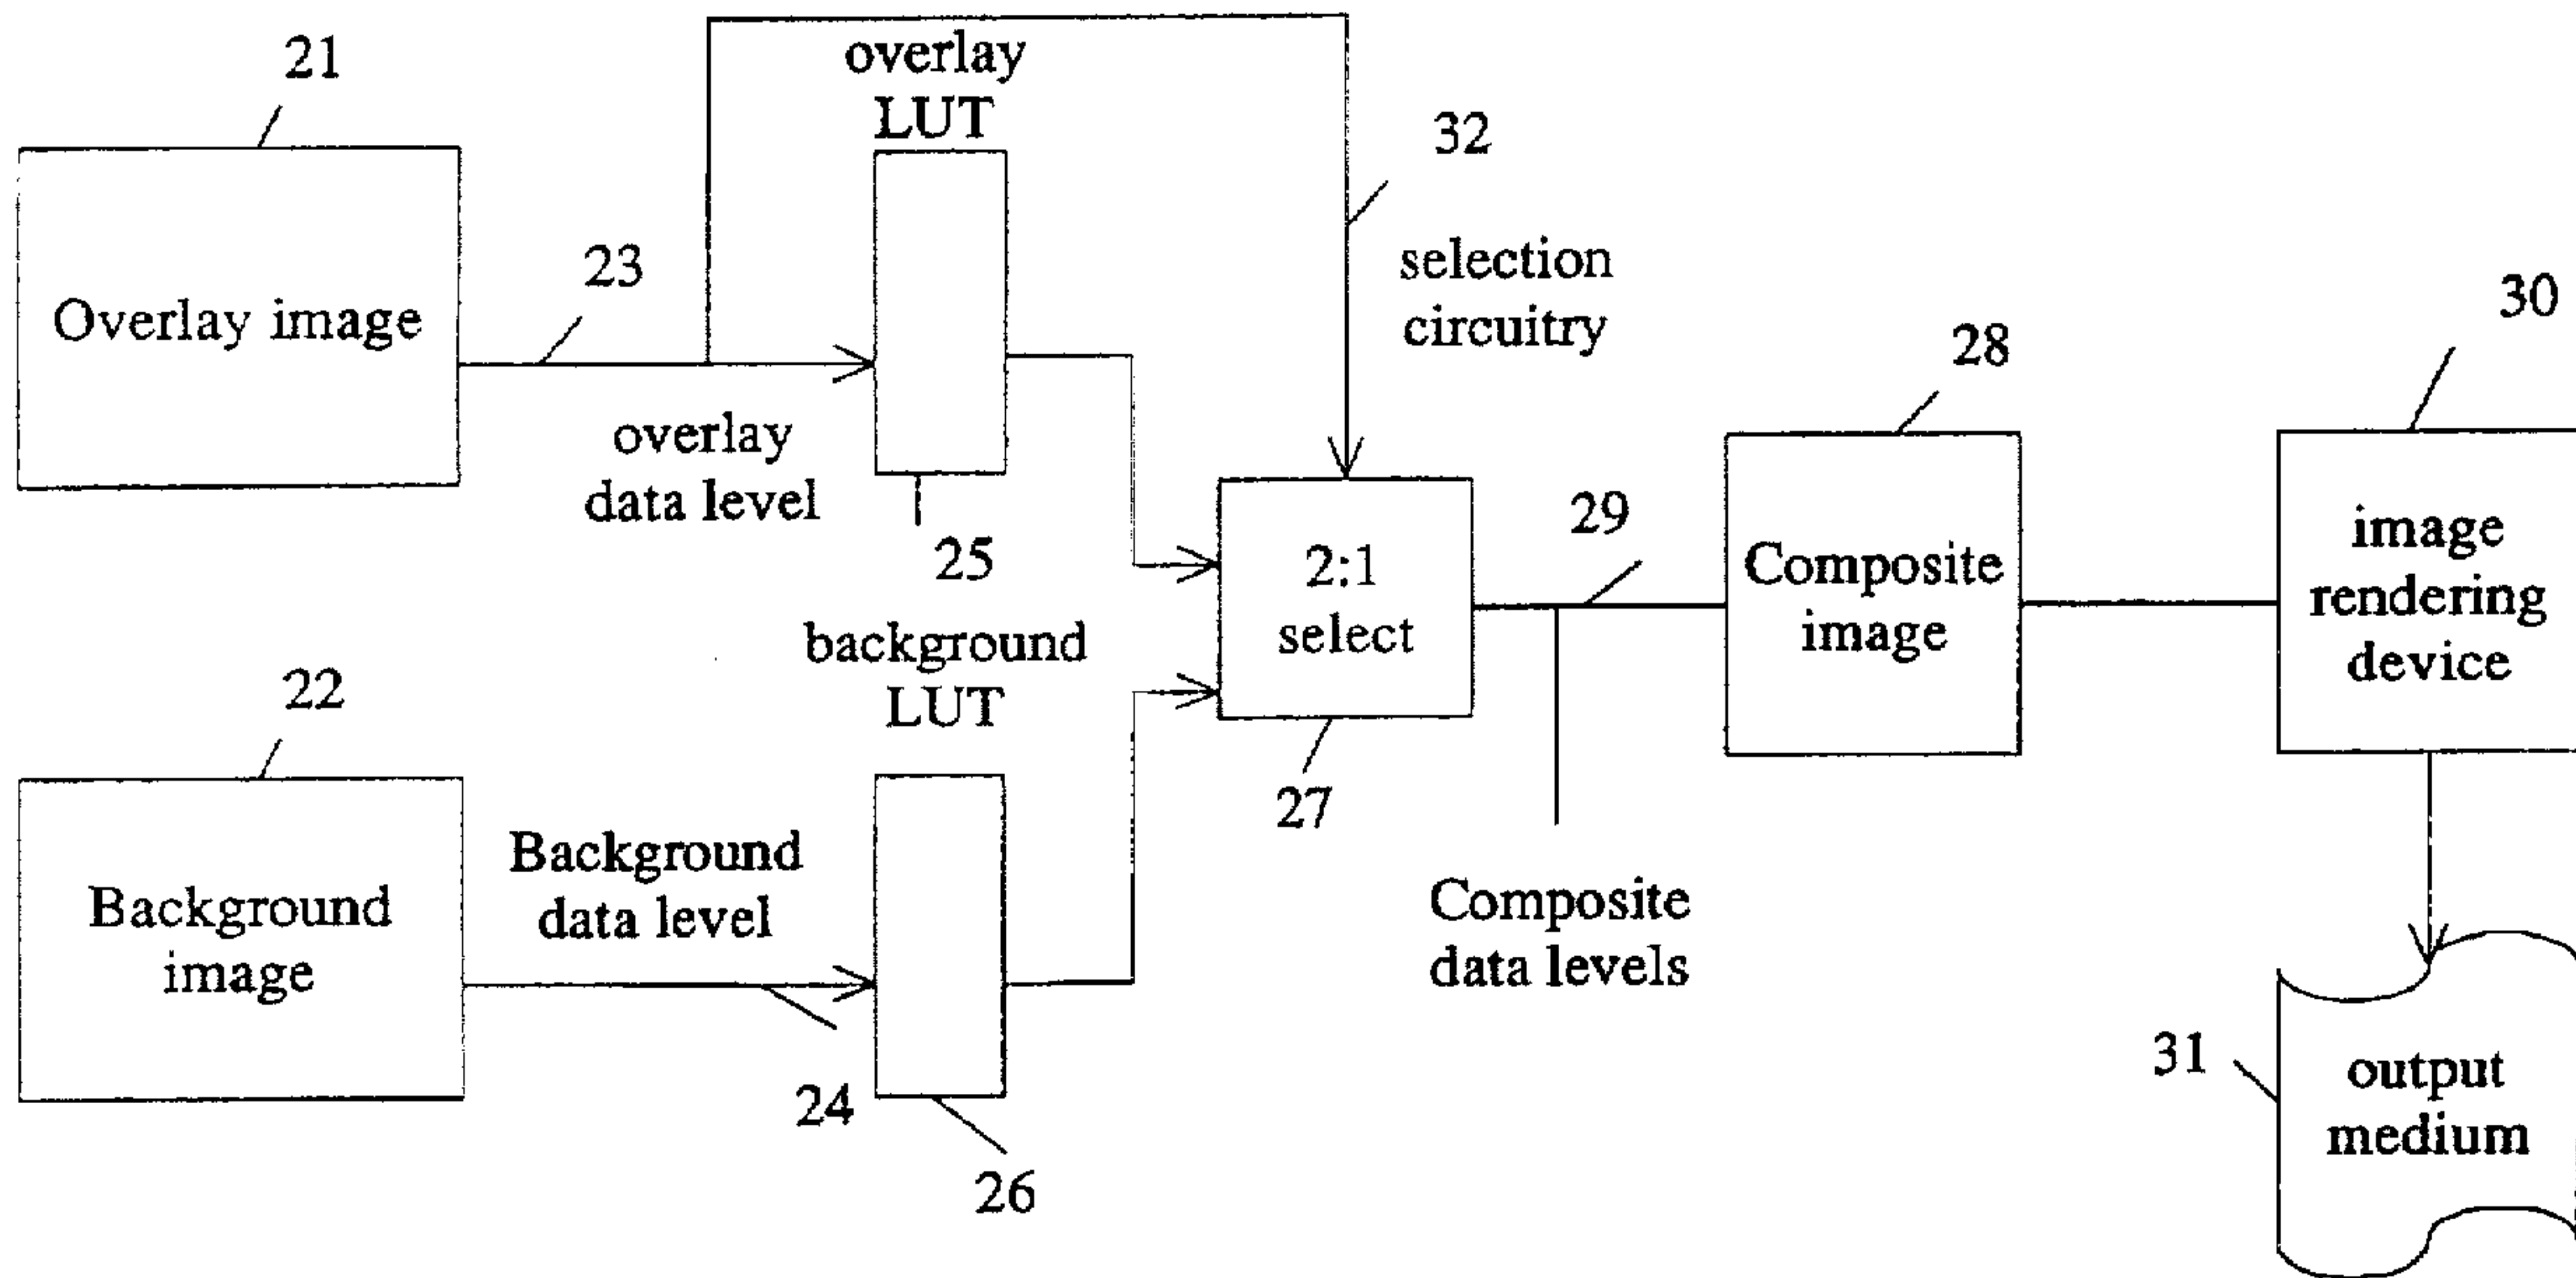 21
overlay
LUT
32
Overlay image
23
selection
circuitry
overlay
data level
25
30
28
29
2:1
select
Composite
image
image
rendering
device
background
LUT
22
27
Background
data level
Background
image
24
26
Composite
data levels
31
output
medium